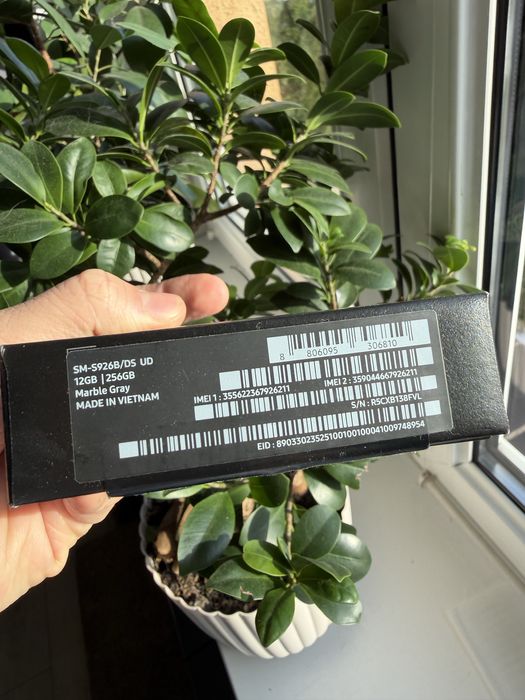 SM-S926B/DS UD
12GB | 256GB
Marble Gray
MADE IN VIETNAM
8 806095 306810
IMEI 1: 355622367926211
IMEI 2: 359044667926211
S/N: R5CXB138FVL
EID: 89033023525100100100041009748954